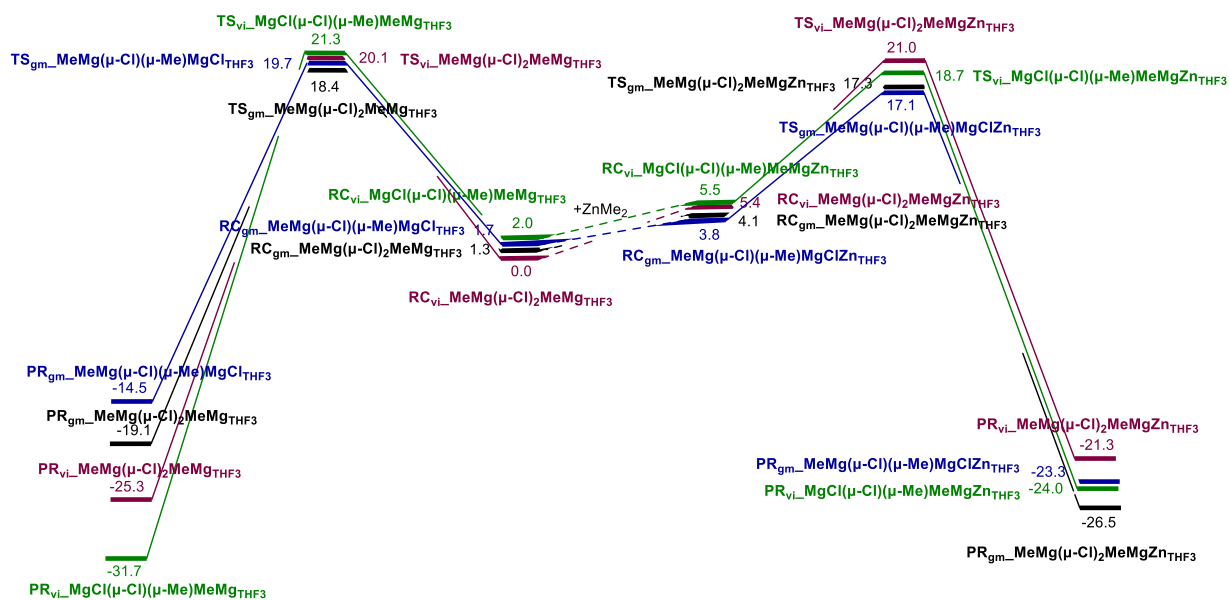 TSvi_MgCl(μ-Cl)(μ-Me)MeMgTHF3
21.3
TSgm_MeMg(μ-Cl)(μ-Me)MgClTHF3
19.7
20.1
TSvi_MeMg(μ-Cl)2MeMgTHF3
18.4
TSgm_MeMg(μ-Cl)2MeMgTHF3
TSvi_MeMg(μ-Cl)2MeMgZnTHF3
21.0
TSgm_MeMg(μ-Cl)2MeMgZnTHF3
17.3
18.7
TSvi_MgCl(μ-Cl)(μ-Me)MeMgZnTHF3
17.1
TSgm_MeMg(μ-Cl)(μ-Me)MgClZnTHF3
RCvi_MgCl(μ-Cl)(μ-Me)MeMgZnTHF3
5.5
RCvi_MgCl(μ-Cl)(μ-Me)MeMgTHF3
2.0
+ZnMe2
5.4
RCvi_MeMg(μ-Cl)2MeMgZnTHF3
RCgm_MeMg(μ-Cl)(μ-Me)MgClTHF3
1.7
4.1
RCgm_MeMg(μ-Cl)2MeMgZnTHF3
RCgm_MeMg(μ-Cl)2MeMgTHF3
1.3
3.8
RCgm_MeMg(μ-Cl)(μ-Me)MgClZnTHF3
0.0
RCvi_MeMg(μ-Cl)2MeMgTHF3
PRgm_MeMg(μ-Cl)(μ-Me)MgClTHF3
-14.5
PRgm_MeMg(μ-Cl)2MeMgTHF3
-19.1
PRvi_MeMg(μ-Cl)2MeMgTHF3
-25.3
-31.7
PRvi_MgCl(μ-Cl)(μ-Me)MeMgTHF3
PRvi_MeMg(μ-Cl)2MeMgZnTHF3
-21.3
PRgm_MeMg(μ-Cl)(μ-Me)MgClZnTHF3
-23.3
PRvi_MgCl(μ-Cl)(μ-Me)MeMgZnTHF3
-24.0
-26.5
PRgm_MeMg(μ-Cl)2MeMgZnTHF3